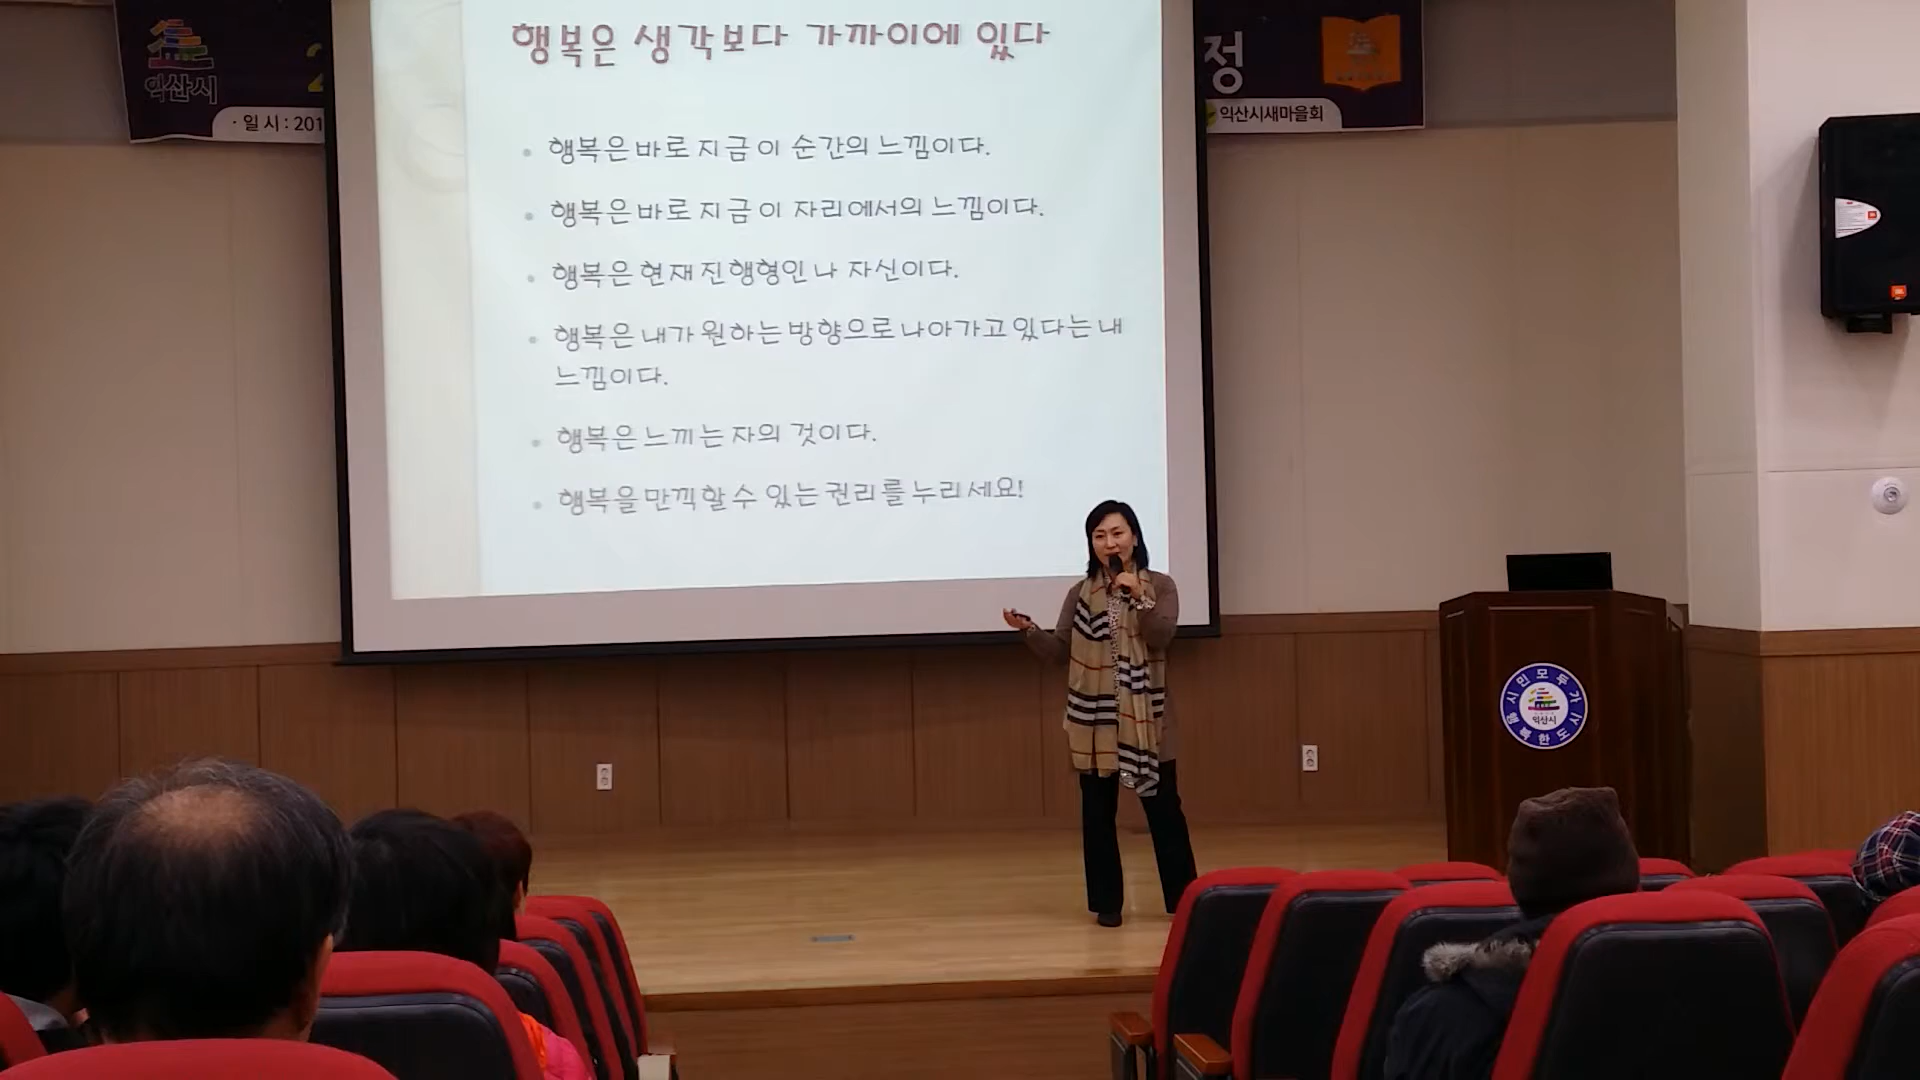 행복은 생각보다 가까이에 있다
익산시
정
· 일 시 : 201
익산시새마을회
• 행복은 바로 지금 이 순간의 느낌이다.
• 행복은 바로 지금 이 자리에서의 느낌이다.
• 행복은 현재 진행형인 나 자신이다.
• 행복은 내가 원하는 방향으로 나아가고 있다는 내
느낌이다.
• 행복은 느끼는 자의 것이다.
• 행복을 만끽할 수 있는 권리를 누리세요!
시민모두가
익산시
행복한도시